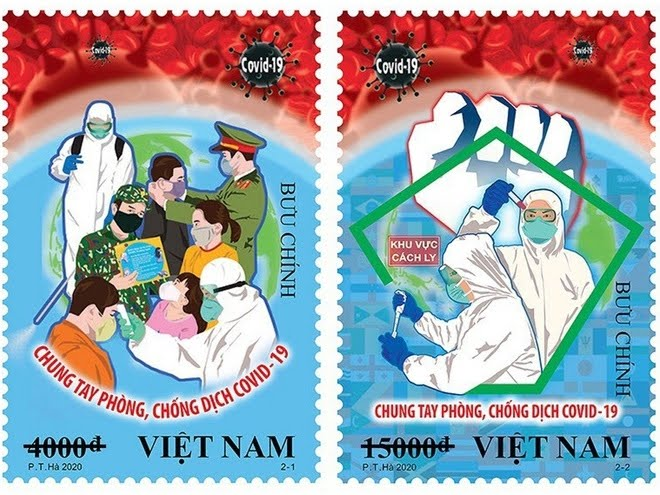 Covid-19
Covid-19
BƯU CHÍNH
CHUNG TAY PHÒNG, CHỐNG DỊCH COVID-19
4000đ VIỆT NAM
P.T.Hà 2020 2-1
Covid-19
Covid-19
KHU VỰC
CÁCH LY
BƯU CHÍNH
CHUNG TAY PHÒNG, CHỐNG DỊCH COVID-19
15000đ VIỆT NAM
P.T.Hà 2020 2-2